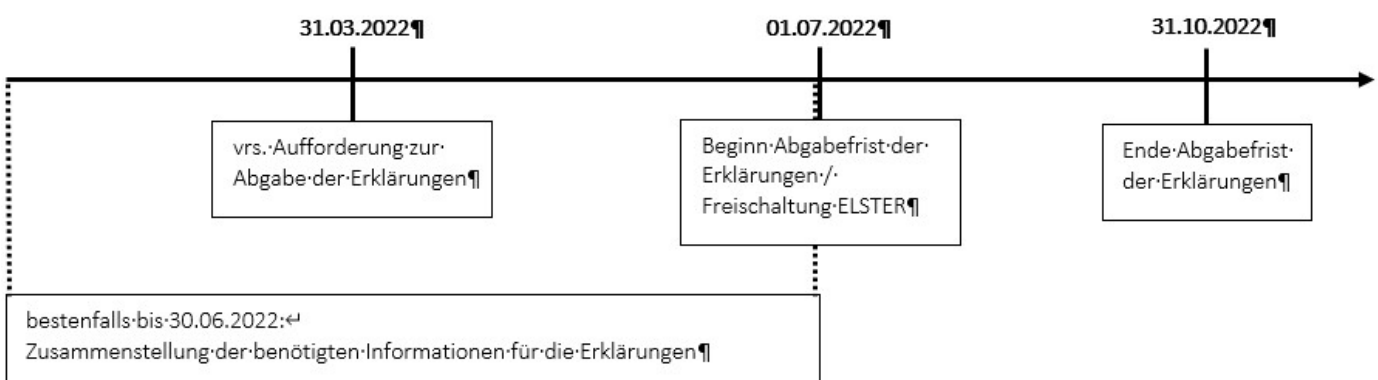 31.03.2022¶
01.07.2022¶
31.10.2022¶
vrs.·Aufforderung·zur·
Abgabe·der·Erklärungen¶
Beginn·Abgabefrist·der·
Erklärungen·/·
Freischaltung·ELSTER¶
Ende·Abgabefrist·
der·Erklärungen¶
bestenfalls·bis·30.06.2022:↵
Zusammenstellung·der·benötigten·Informationen·für·die·Erklärungen¶